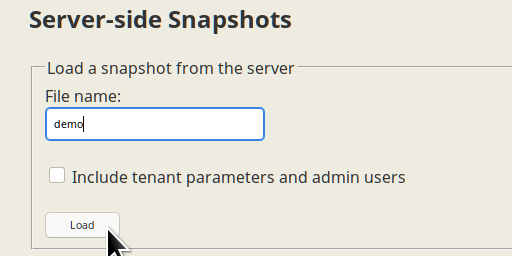 Server-side Snapshots
Load a snapshot from the server
File name:
demo
Include tenant parameters and admin users
Load